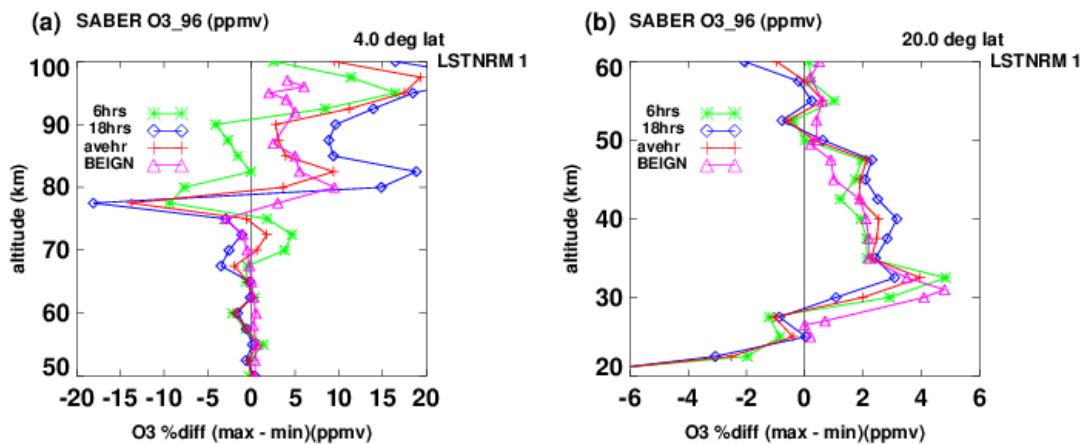 (a) SABER O3_96 (ppmv)
4.0 deg lat
LSTNRM 1
100
90
80
70
60
50
altitude (km)
6hrs
18hrs
avehr
BEIGN
-20 -15 -10 -5 0 5 10 15 20
O3 %diff (max - min)(ppmv)
(b) SABER O3_96 (ppmv)
20.0 deg lat
LSTNRM 1
60
50
40
30
20
altitude (km)
6hrs
18hrs
avehr
BEIGN
-6 -4 -2 0 2 4 6
O3 %diff (max - min)(ppmv)